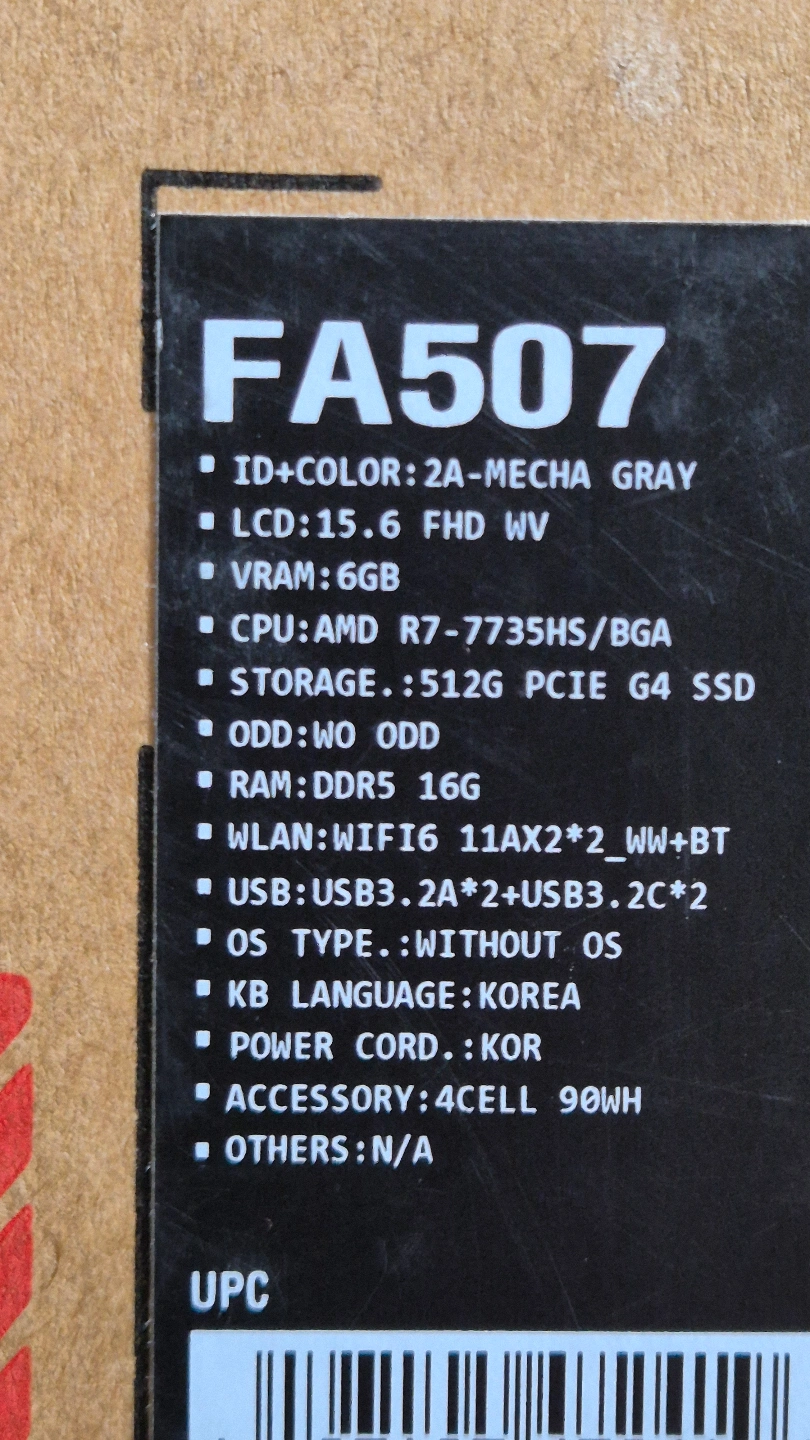 FA507
▪ ID+COLOR:2A-MECHA GRAY
▪ LCD:15.6 FHD WV
▪ VRAM:6GB
▪ CPU:AMD R7-7735HS/BGA
▪ STORAGE.:512G PCIE G4 SSD
▪ ODD:WO ODD
▪ RAM:DDR5 16G
▪ WLAN:WIFI6 11AX2*2_WW+BT
▪ USB:USB3.2A*2+USB3.2C*2
▪ OS TYPE.:WITHOUT OS
▪ KB LANGUAGE:KOREA
▪ POWER CORD.:KOR
▪ ACCESSORY:4CELL 90WH
▪ OTHERS:N/A
UPC